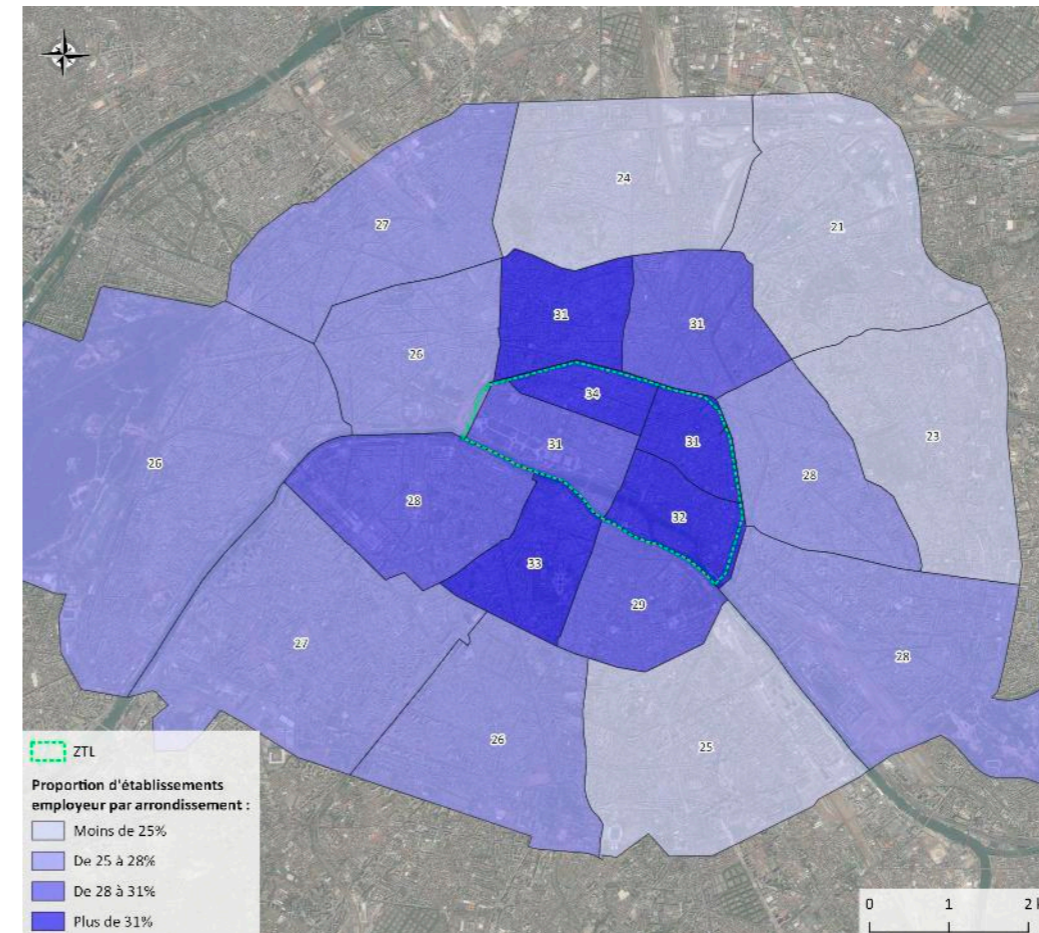 24
21
27
31
31
26
34
31
31
23
26
28
28
32
33
29
27
28
26
25
ZTL
Proportion d'établissements
employeur par arrondissement :
Moins de 25%
De 25 à 28%
De 28 à 31%
Plus de 31%
0 1 2 k